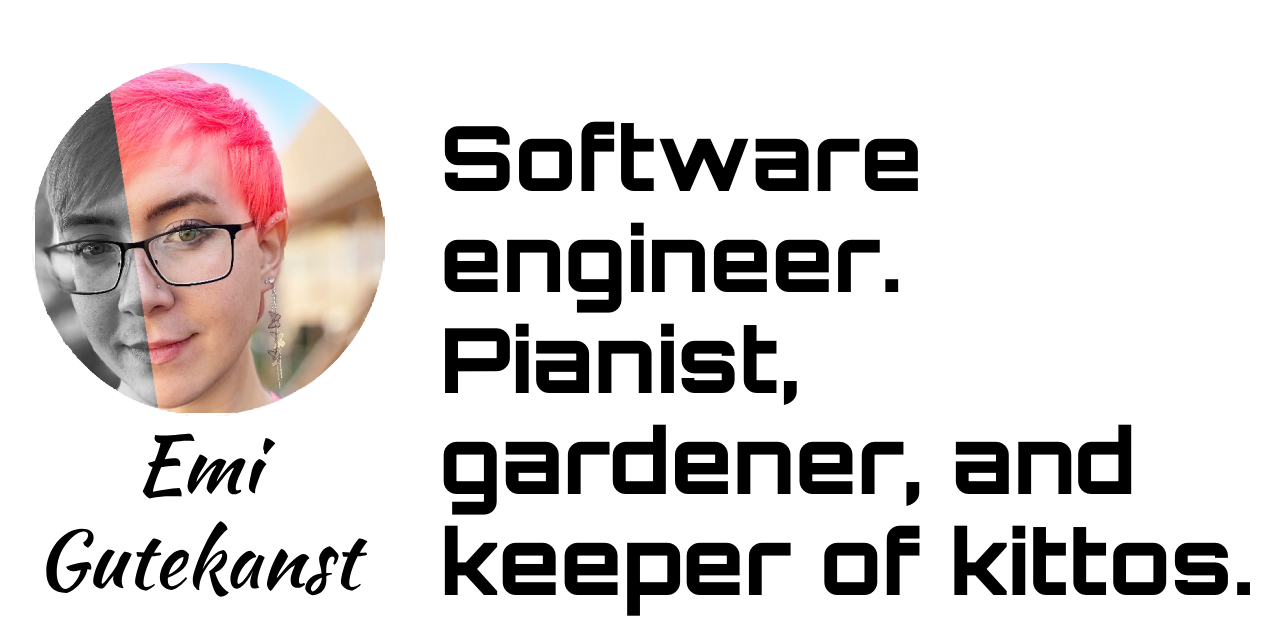 Emi
Gutekanst
Software
engineer.
Pianist,
gardener, and
keeper of kittos.